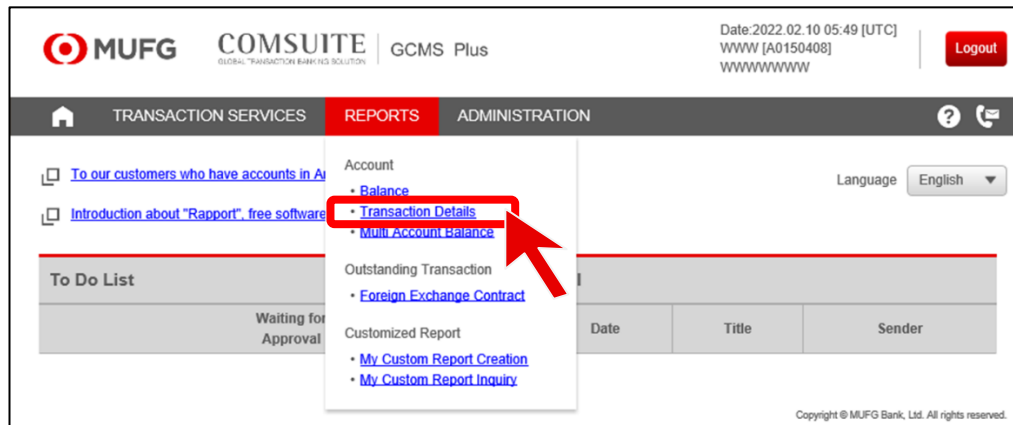 MUFG
COMSUITE
GLOBAL TRANSACTION BANKING SOLUTION
GCMS Plus
Date:2022.02.10 05:49 [UTC]
WWW [A0150408]
WWWWWWW
Logout
TRANSACTION SERVICES REPORTS ADMINISTRATION
?
To our customers who have accounts in
Language English
Introduction about "Rapport", free software
Account
• Balance
• Transaction Details
• Multi Account Balance
Outstanding Transaction
• Foreign Exchange Contract
Customized Report
• My Custom Report Creation
• My Custom Report Inquiry
To Do List
Waiting for
Approval
Date Title Sender
Copyright © MUFG Bank, Ltd. All rights reserved.